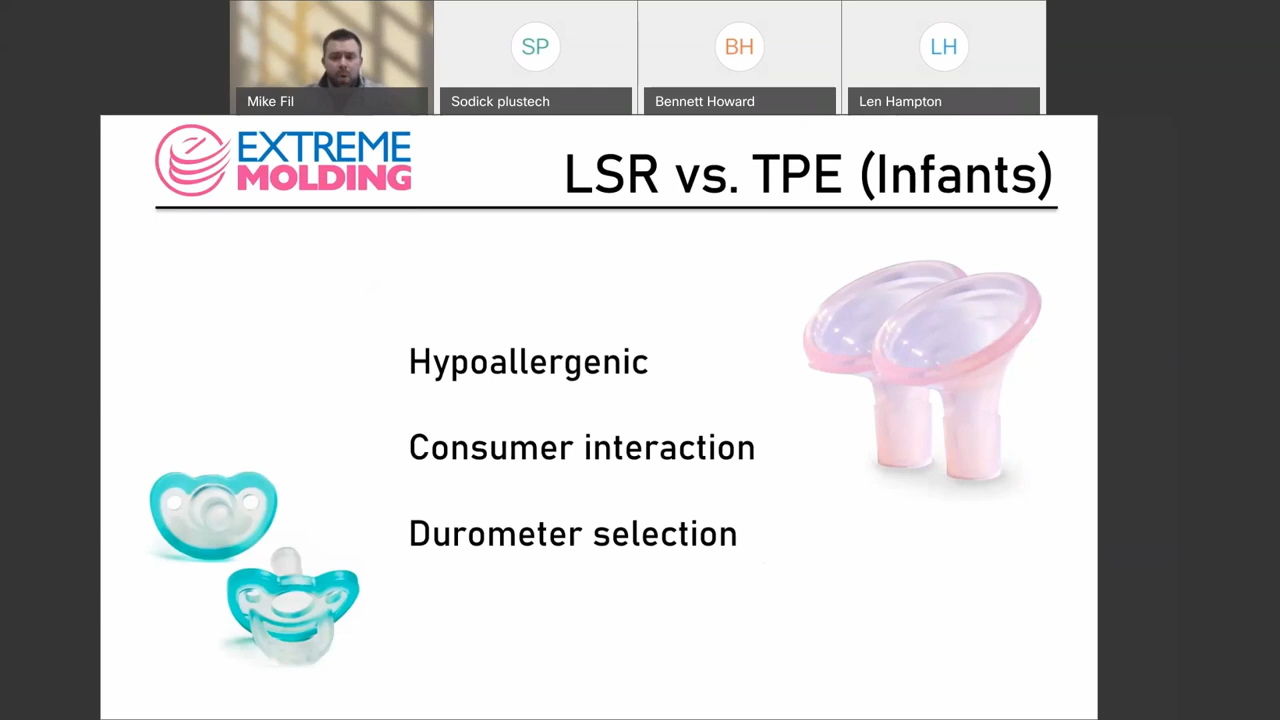 SP
BH
LH
Mike Fil
Sodick plustech
Bennett Howard
Len Hampton
EXTREME
MOLDING
LSR vs. TPE (Infants)
Hypoallergenic
Consumer interaction
Durometer selection